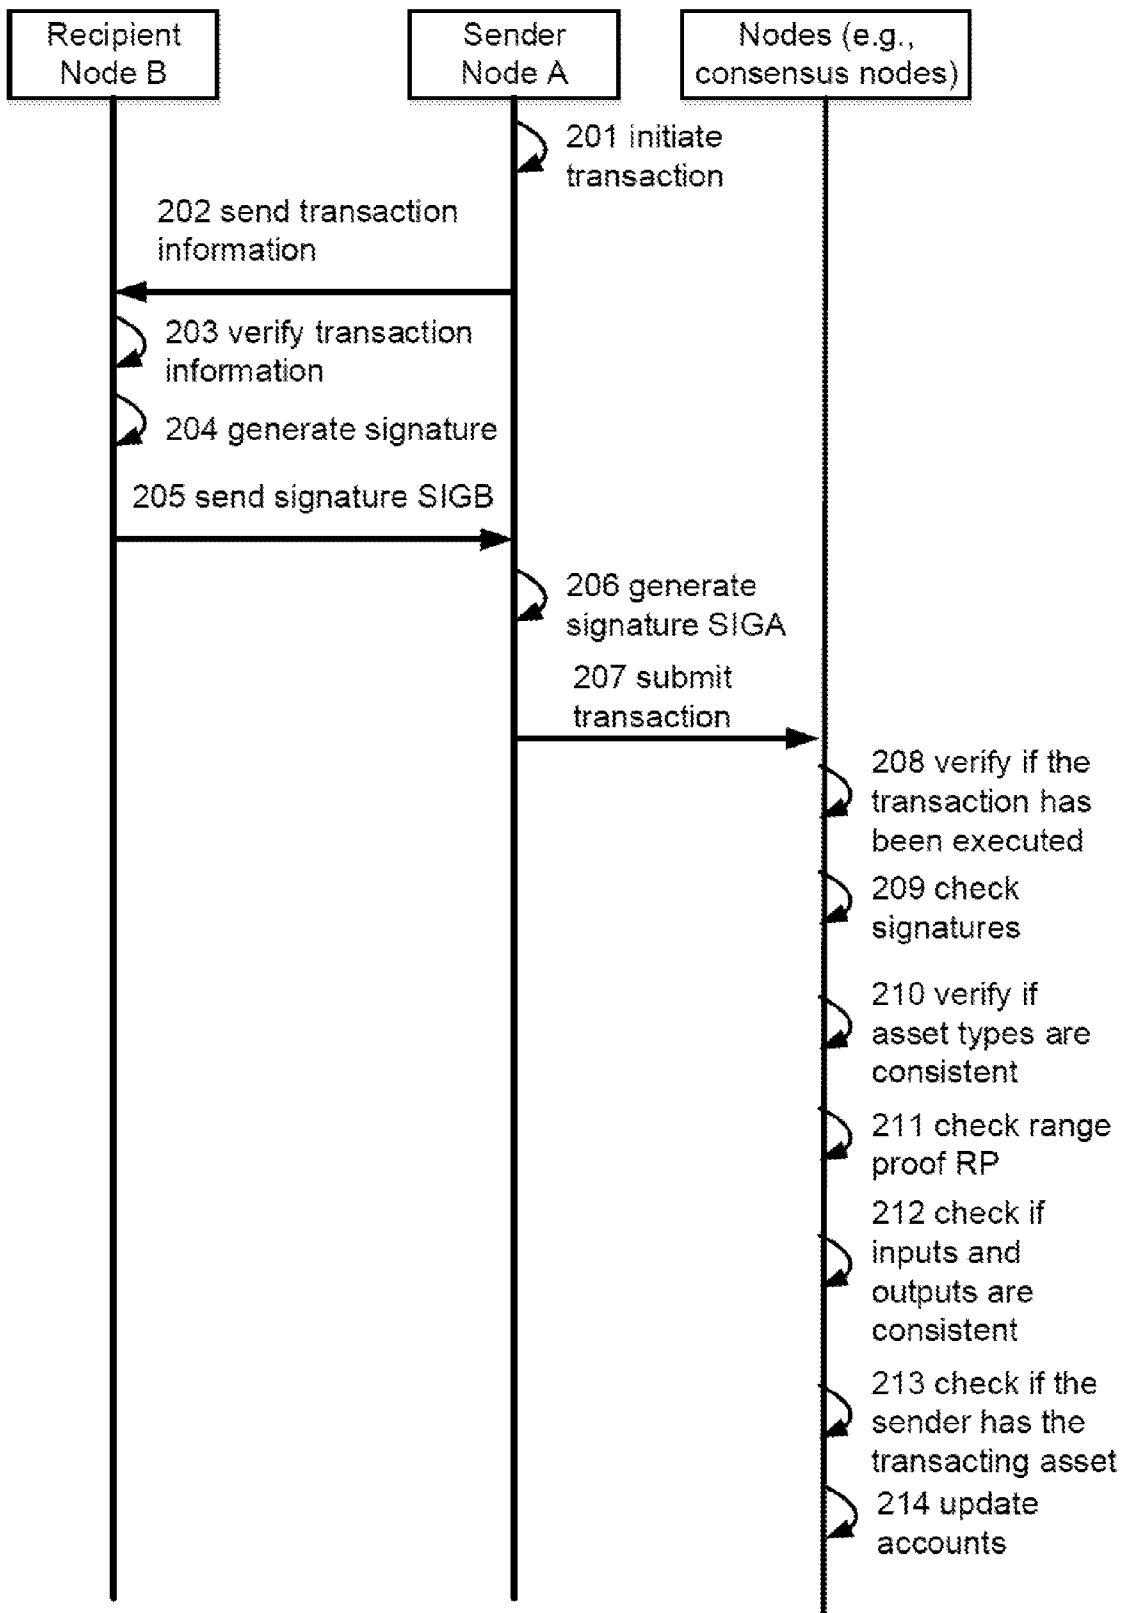 Recipient
Node B
Sender
Node A
Nodes (e.g.,
consensus nodes)
201 initiate
transaction
202 send transaction
information
203 verify transaction
information
204 generate signature
205 send signature SIGB
206 generate
signature SIGA
207 submit
transaction
208 verify if the
transaction has
been executed
209 check
signatures
210 verify if
asset types are
consistent
211 check range
proof RP
212 check if
inputs and
outputs are
consistent
213 check if the
sender has the
transacting asset
214 update
accounts